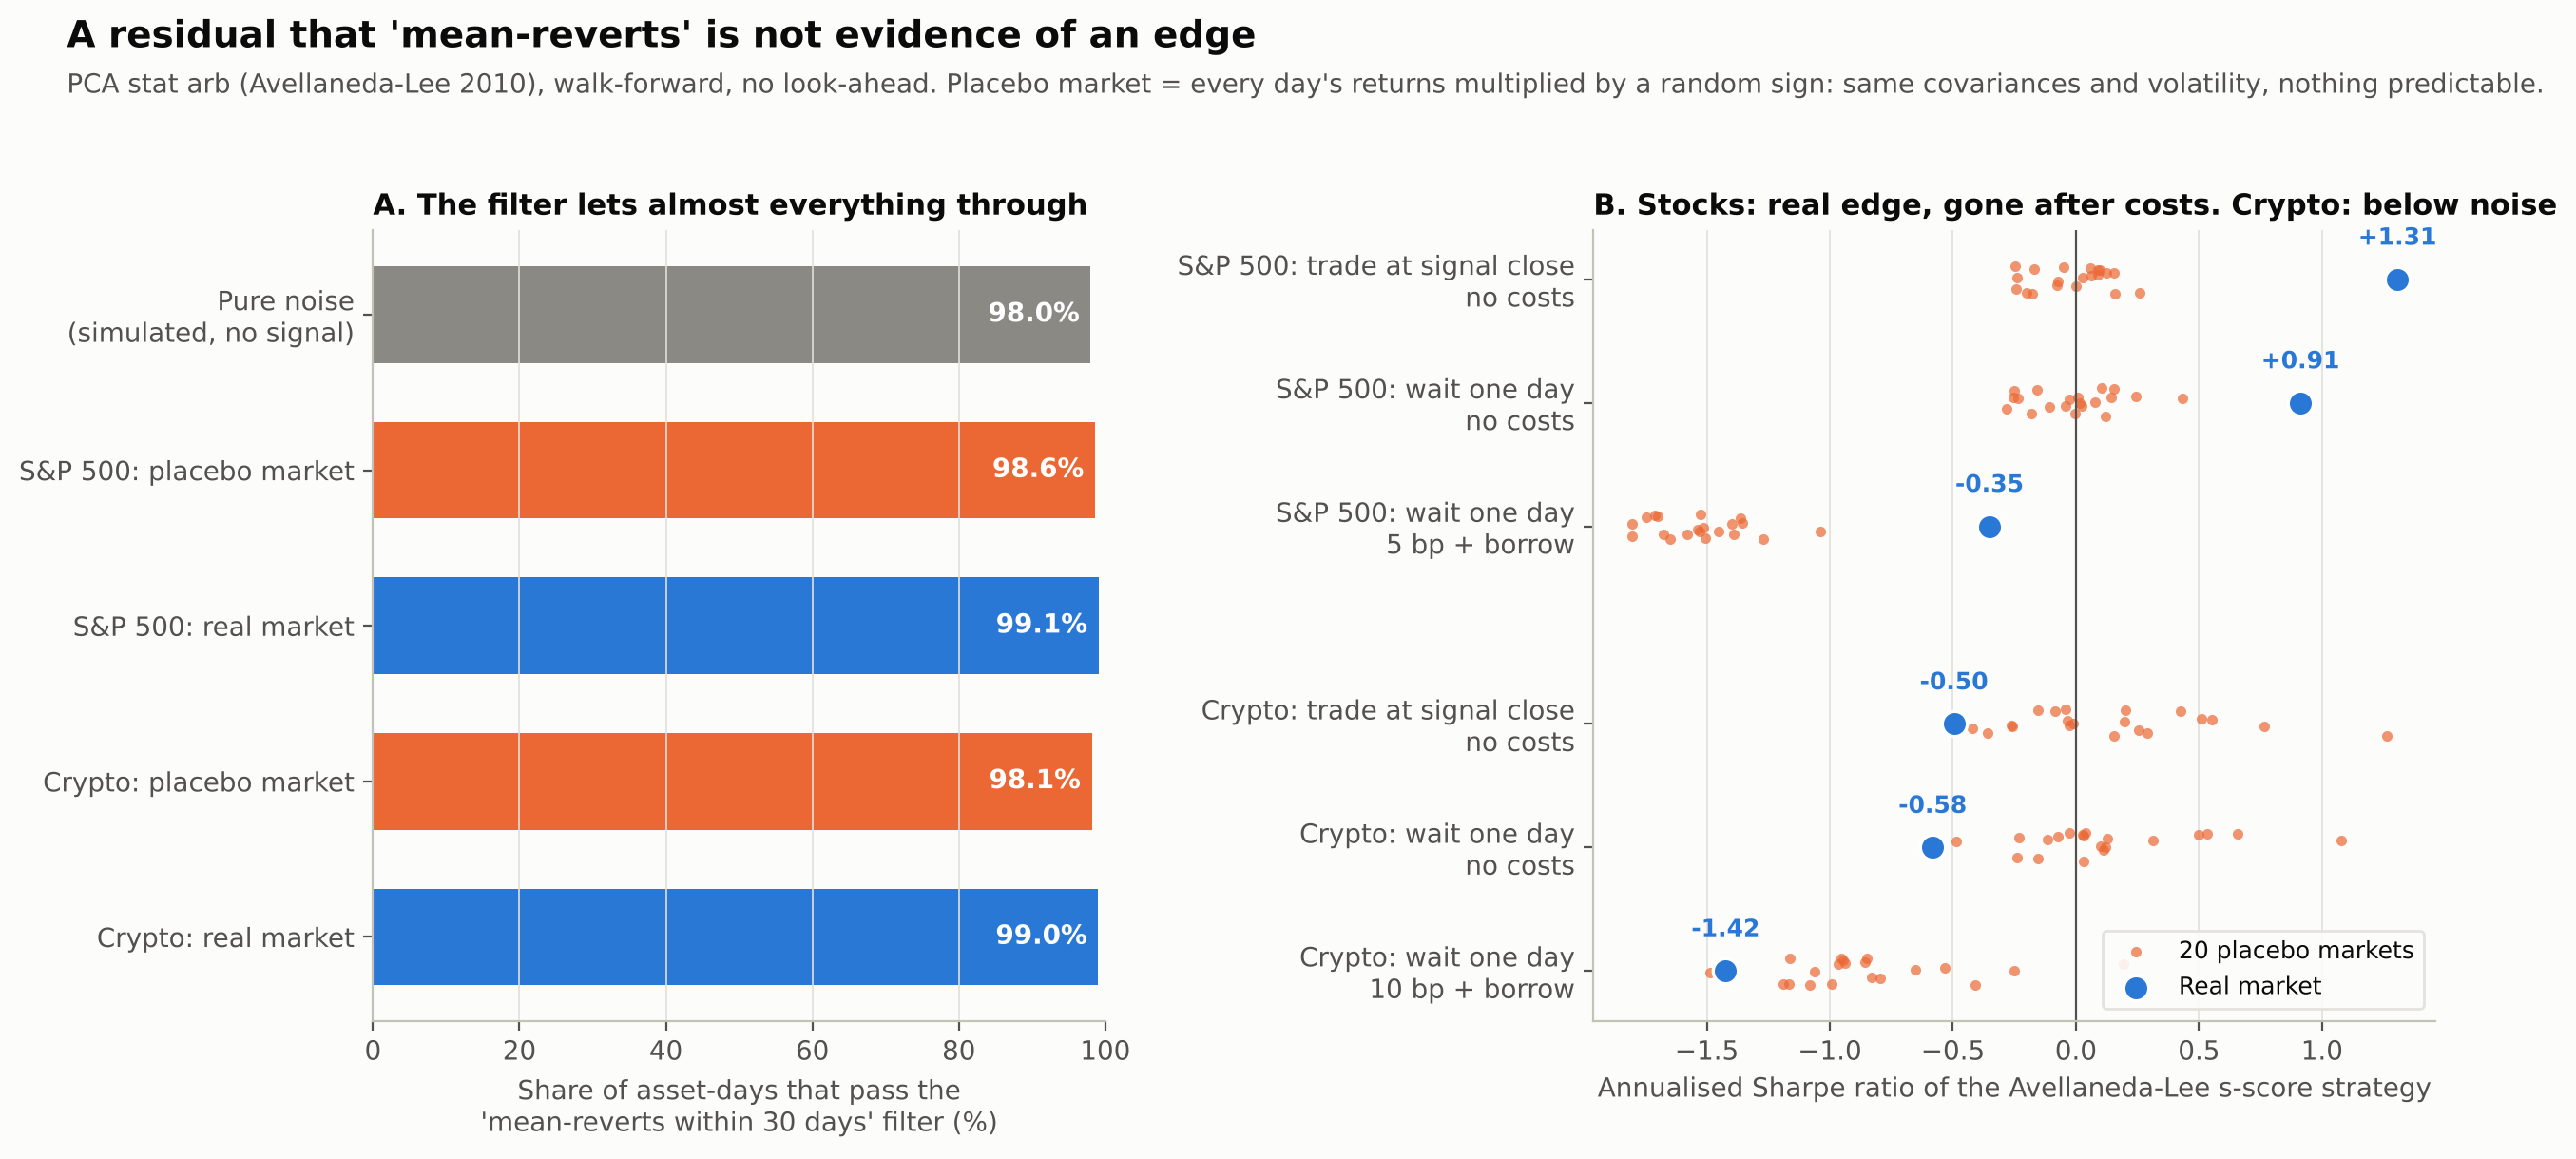 A residual that 'mean-reverts' is not evidence of an edge
PCA stat arb (Avellaneda-Lee 2010), walk-forward, no look-ahead. Placebo market = every day's returns multiplied by a random sign: same covariances and volatility, nothing predictable.
A. The filter lets almost everything through
Pure noise
(simulated, no signal)
98.0%
S&P 500: placebo market
98.6%
S&P 500: real market
99.1%
Crypto: placebo market
98.1%
Crypto: real market
99.0%
0 20 40 60 80 100
Share of asset-days that pass the
'mean-reverts within 30 days' filter (%)
B. Stocks: real edge, gone after costs. Crypto: below noise
+1.31
S&P 500: trade at signal close
no costs
+0.91
S&P 500: wait one day
no costs
-0.35
S&P 500: wait one day
5 bp + borrow
-0.50
Crypto: trade at signal close
no costs
-0.58
Crypto: wait one day
no costs
-1.42
Crypto: wait one day
10 bp + borrow
20 placebo markets
Real market
−1.5 −1.0 −0.5 0.0 0.5 1.0
Annualised Sharpe ratio of the Avellaneda-Lee s-score strategy